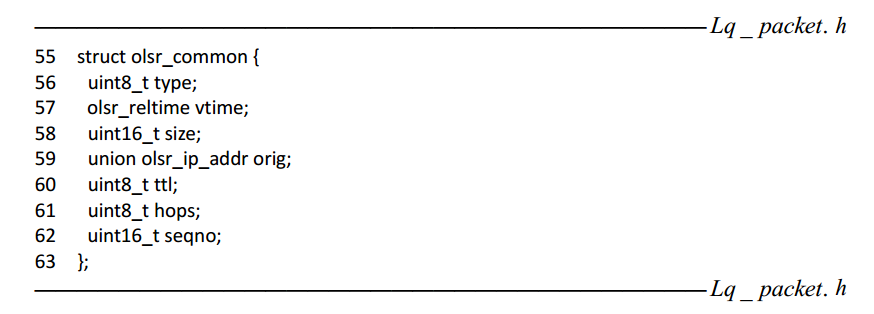 Lq _ packet. h
55 struct olsr_common {
56 uint8_t type;
57 olsr_reltime vtime;
58 uint16_t size;
59 union olsr_ip_addr orig;
60 uint8_t ttl;
61 uint8_t hops;
62 uint16_t seqno;
63 };
Lq _ packet. h